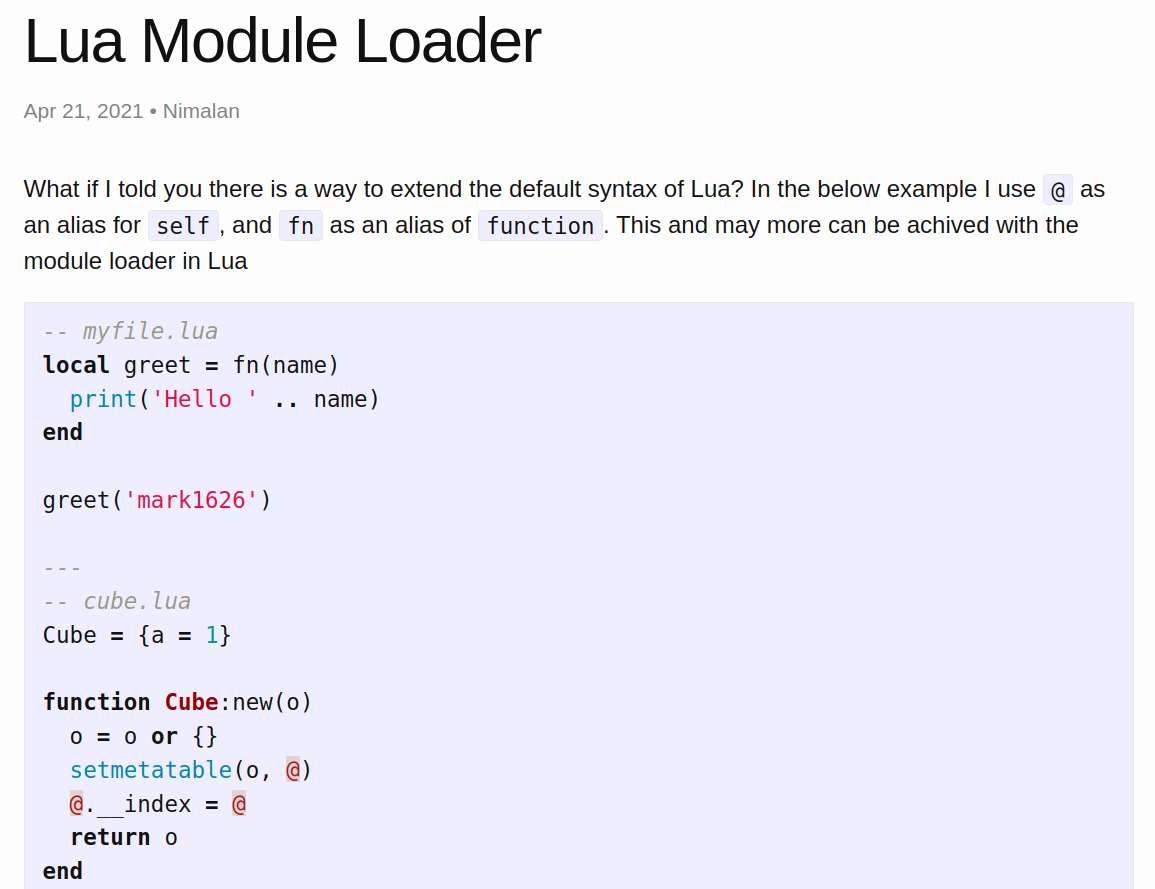 Lua Module Loader
Apr 21, 2021 • Nimalan
What if I told you there is a way to extend the default syntax of Lua? In the below example I use @ as
an alias for self, and fn as an alias of function. This and may more can be achived with the
module loader in Lua
-- myfile.lua
local greet = fn(name)
  print('Hello ' .. name)
end
greet('mark1626')
---
-- cube.lua
Cube = {a = 1}
function Cube:new(o)
  o = o or {}
  setmetatable(o, @)
  @.__index = @
  return o
end